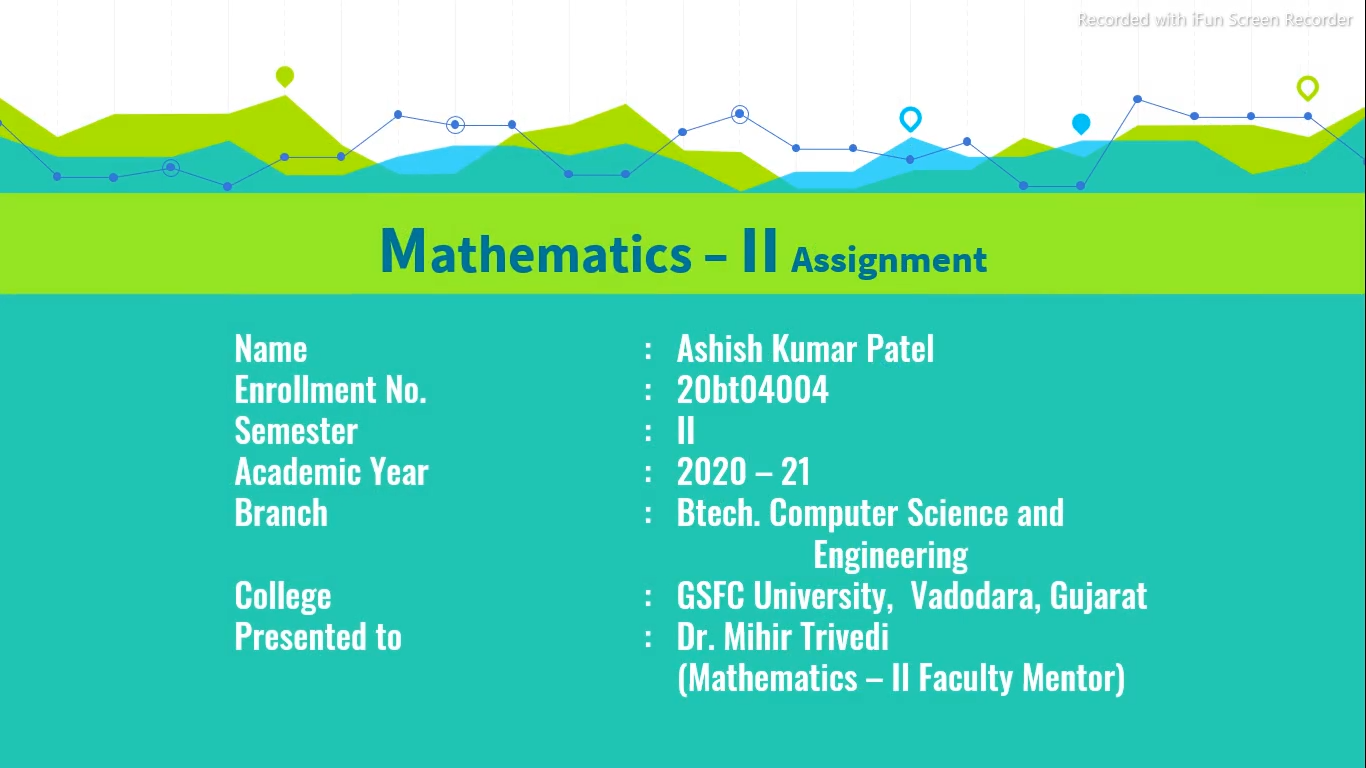 Recorded with iFun Screen Recorder
Mathematics – II Assignment
Name : Ashish Kumar Patel
Enrollment No. : 20bt04004
Semester : II
Academic Year : 2020 – 21
Branch : Btech. Computer Science and
Engineering
College : GSFC University, Vadodara, Gujarat
Presented to : Dr. Mihir Trivedi
(Mathematics – II Faculty Mentor)